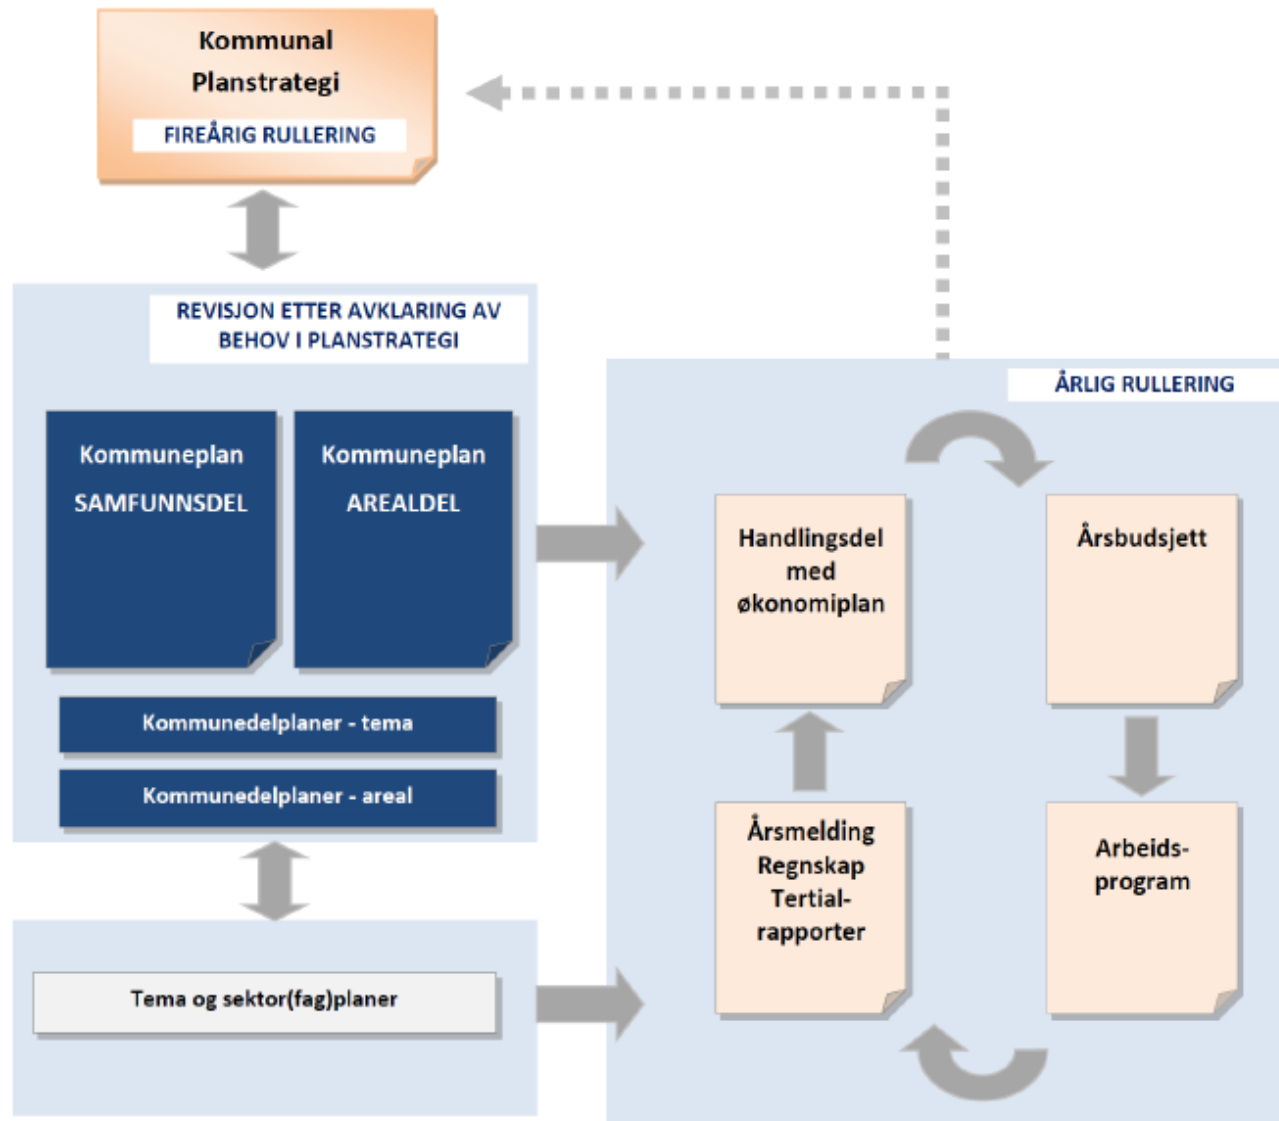 Kommunal
Planstrategi
FIREÅRIG RULLERING
REVISJON ETTER AVKLARING AV
BEHOV I PLANSTRATEGI
Kommuneplan
SAMFUNNSDEL
Kommuneplan
AREALDEL
Kommunedelplaner - tema
Kommunedelplaner - areal
Tema og sektor(fag)planer
ÅRLIG RULLERING
Handlingsdel
med
økonomiplan
Årsbudsjett
Årsmelding
Regnskap
Tertial-
rapporter
Arbeids-
program